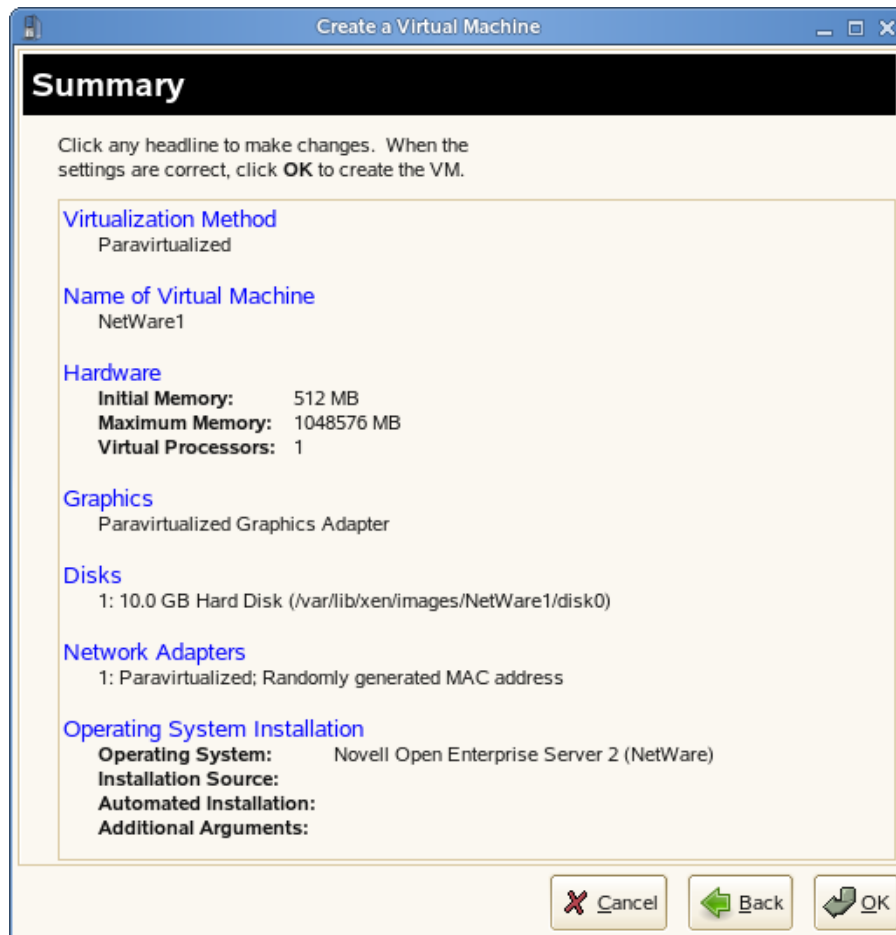 Create a Virtual Machine
Summary
Click any headline to make changes. When the
settings are correct, click OK to create the VM.
Virtualization Method
Paravirtualized
Name of Virtual Machine
NetWare1
Hardware
Initial Memory: 512 MB
Maximum Memory: 1048576 MB
Virtual Processors: 1
Graphics
Paravirtualized Graphics Adapter
Disks
1: 10.0 GB Hard Disk (/var/lib/xen/images/NetWare1/disk0)
Network Adapters
1: Paravirtualized; Randomly generated MAC address
Operating System Installation
Operating System: Novell Open Enterprise Server 2 (NetWare)
Installation Source:
Automated Installation:
Additional Arguments:
Cancel Back OK